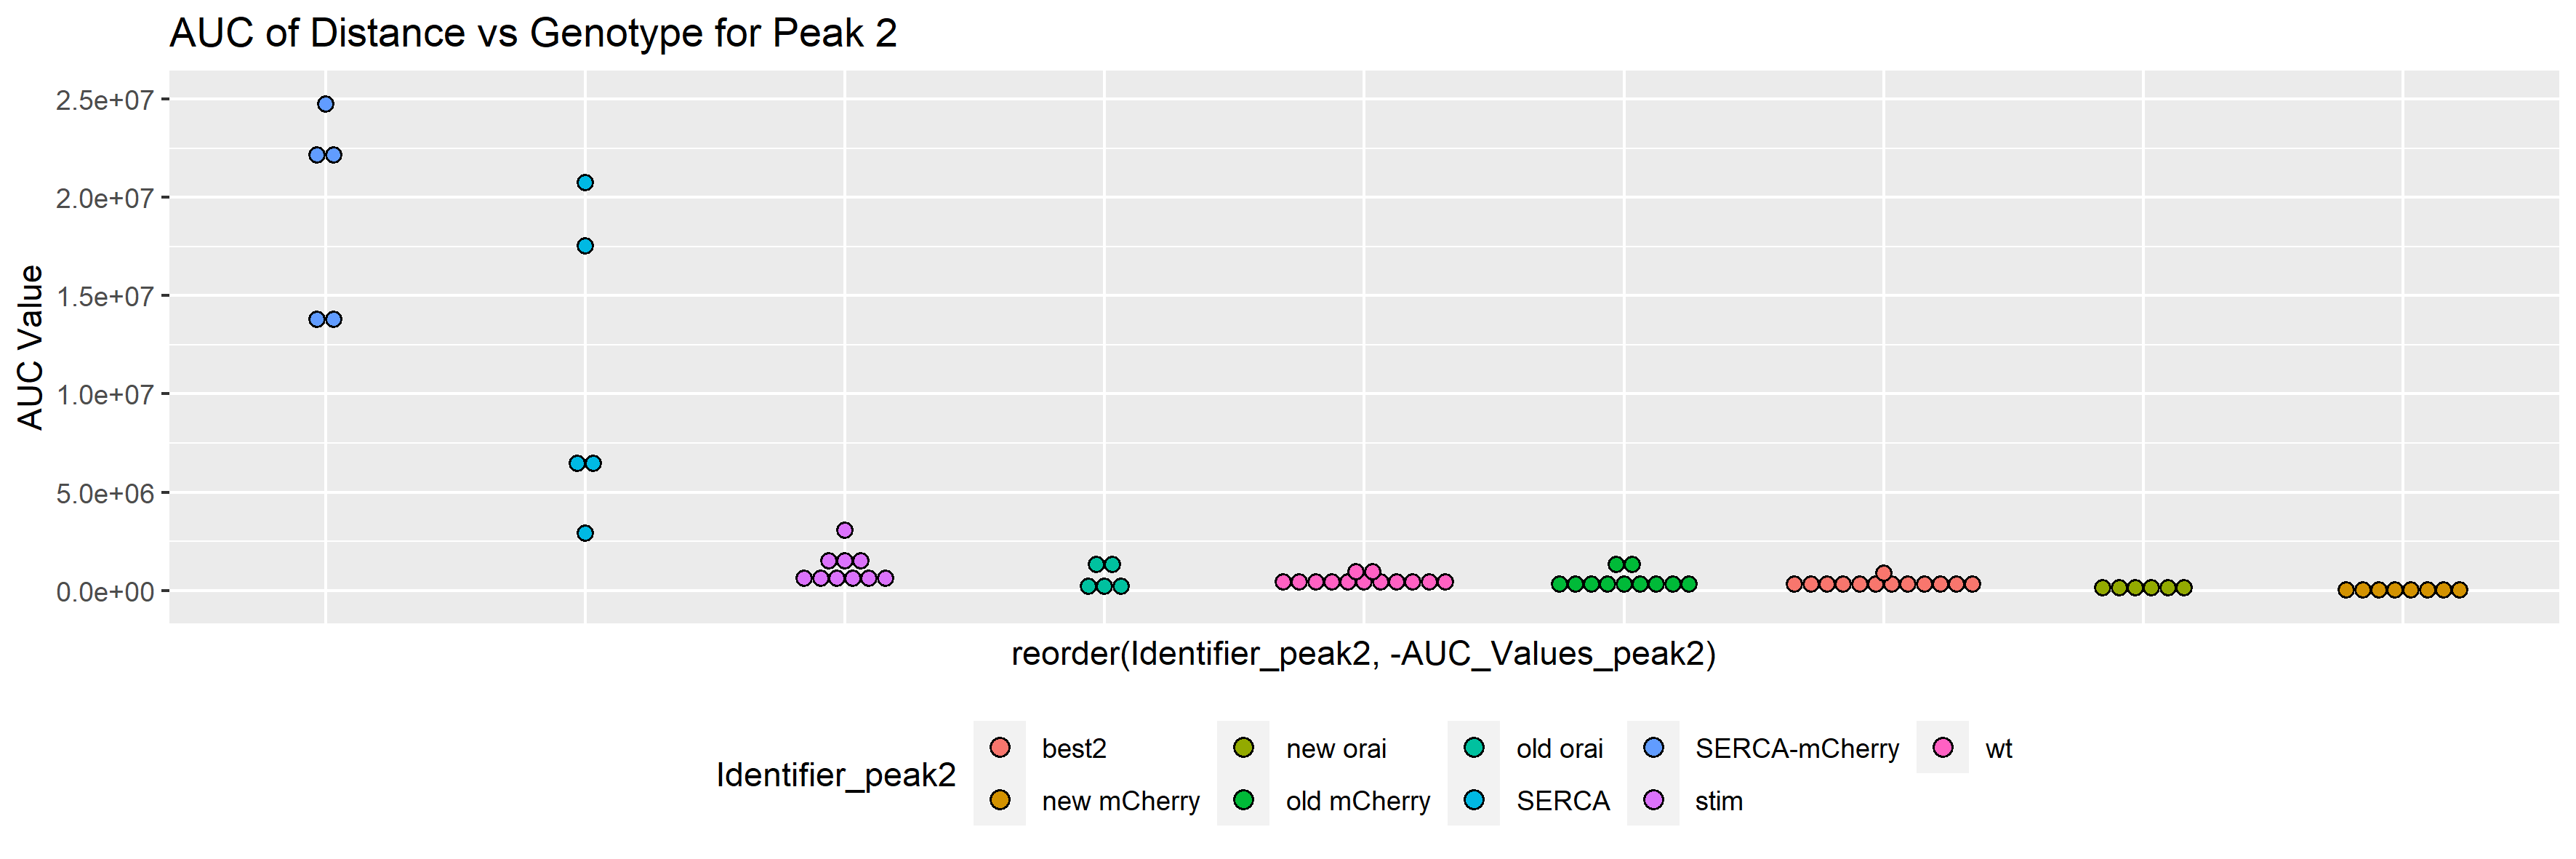 AUC of Distance vs Genotype for Peak 2
2.5e+07
2.0e+07
1.5e+07
1.0e+07
5.0e+06
0.0e+00
AUC Value
reorder(Identifier_peak2, -AUC_Values_peak2)
Identifier_peak2
best2
new orai
old orai
SERCA-mCherry
wt
new mCherry
old mCherry
SERCA
stim